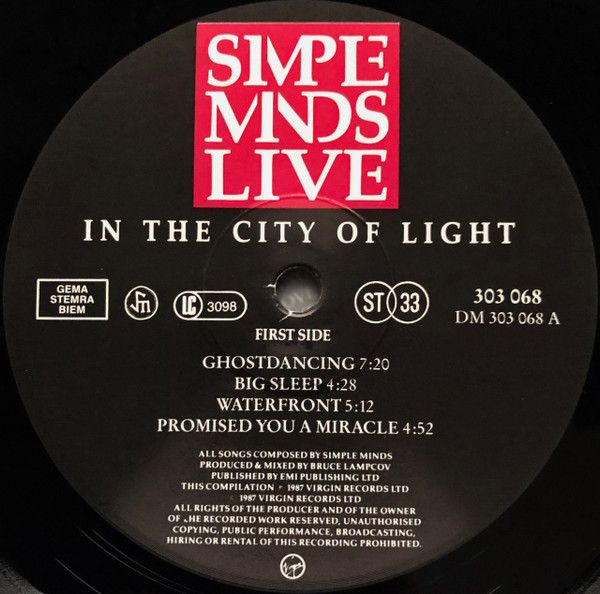 SIMPLE
MINDS
LIVE
IN THE CITY OF LIGHT
GEMA
STEMRA
BIEM
LC 3098
ST 33
303 068
DM 303 068 A
FIRST SIDE
GHOSTDANCING 7:20
BIG SLEEP 4:28
WATERFRONT 5:12
PROMISED YOU A MIRACLE 4:52
ALL SONGS COMPOSED BY SIMPLE MINDS
PRODUCED & MIXED BY BRUCE LAMPCOV
PUBLISHED BY EMI PUBLISHING LTD
THIS COMPILATION ℗ 1987 VIRGIN RECORDS LTD
© 1987 VIRGIN RECORDS LTD
ALL RIGHTS OF THE PRODUCER AND OF THE OWNER
OF THE RECORDED WORK RESERVED, UNAUTHORISED
COPYING, PUBLIC PERFORMANCE, BROADCASTING,
HIRING OR RENTAL OF THIS RECORDING PROHIBITED.
Virgin